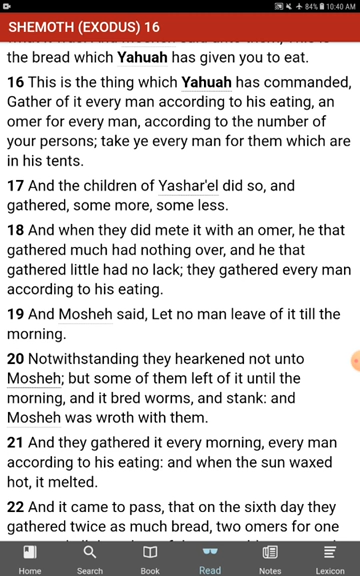 84% 10:40 AM
SHEMOTH (EXODUS) 16
the bread which Yahuah has given you to eat.
16 This is the thing which Yahuah has commanded,
Gather of it every man according to his eating, an
omer for every man, according to the number of
your persons; take ye every man for them which are
in his tents.
17 And the children of Yashar'el did so, and
gathered, some more, some less.
18 And when they did mete it with an omer, he that
gathered much had nothing over, and he that
gathered little had no lack; they gathered every man
according to his eating.
19 And Mosheh said, Let no man leave of it till the
morning.
20 Notwithstanding they hearkened not unto
Mosheh; but some of them left of it until the
morning, and it bred worms, and stank: and
Mosheh was wroth with them.
21 And they gathered it every morning, every man
according to his eating: and when the sun waxed
hot, it melted.
22 And it came to pass, that on the sixth day they
gathered twice as much bread, two omers for one
Home Search Book Read Notes Lexicon